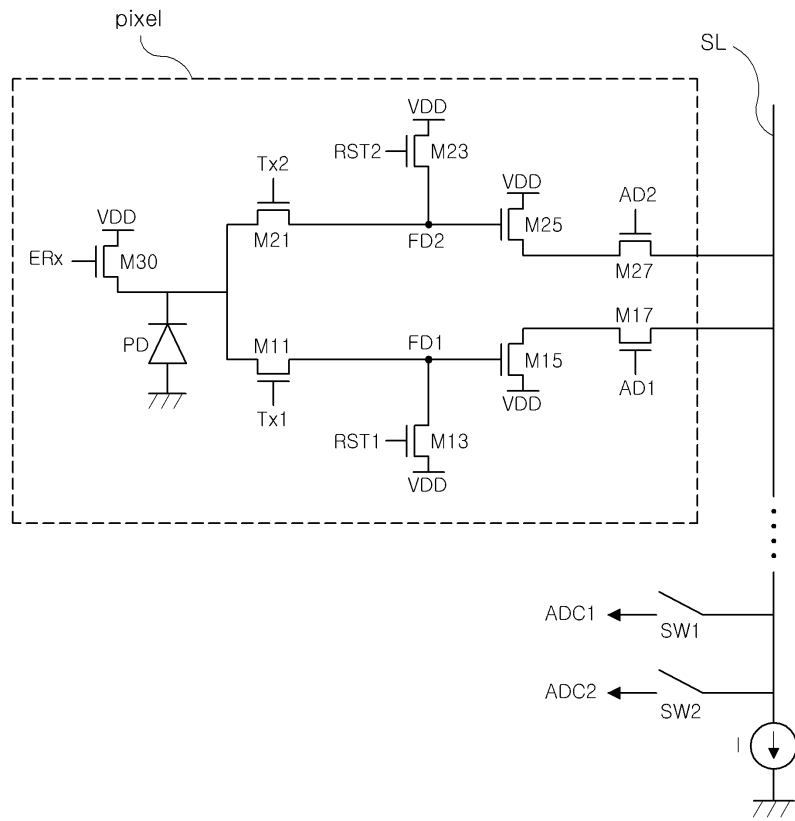 pixel
SL
VDD
RST2
M23
Tx2
VDD
AD2
M25
VDD
M21
FD2
ERx
M30
M27
M17
PD
M11
FD1
M15
AD1
VDD
Tx1
RST1
M13
VDD
ADC1
SW1
ADC2
SW2
I